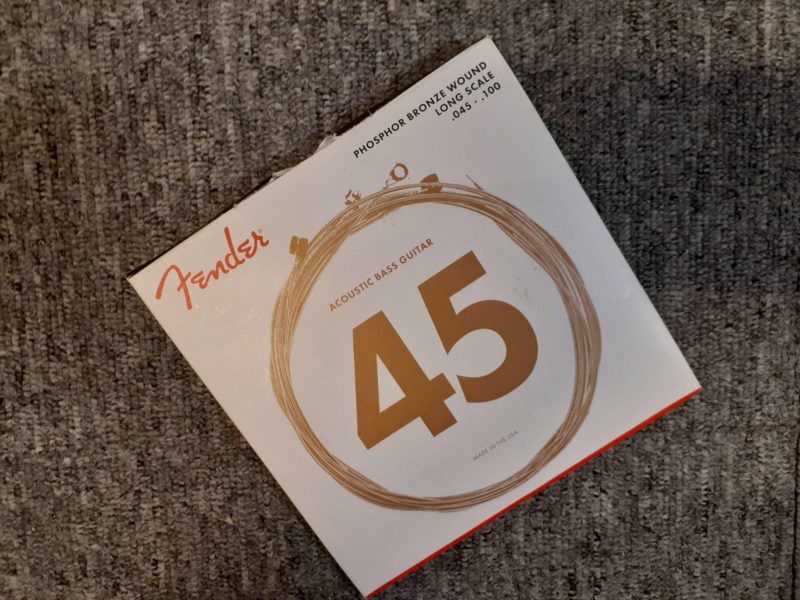 PHOSPHOR BRONZE WOUND
LONG SCALE
.045 - .100
Fender
ACOUSTIC BASS GUITAR
45
MADE IN THE USA